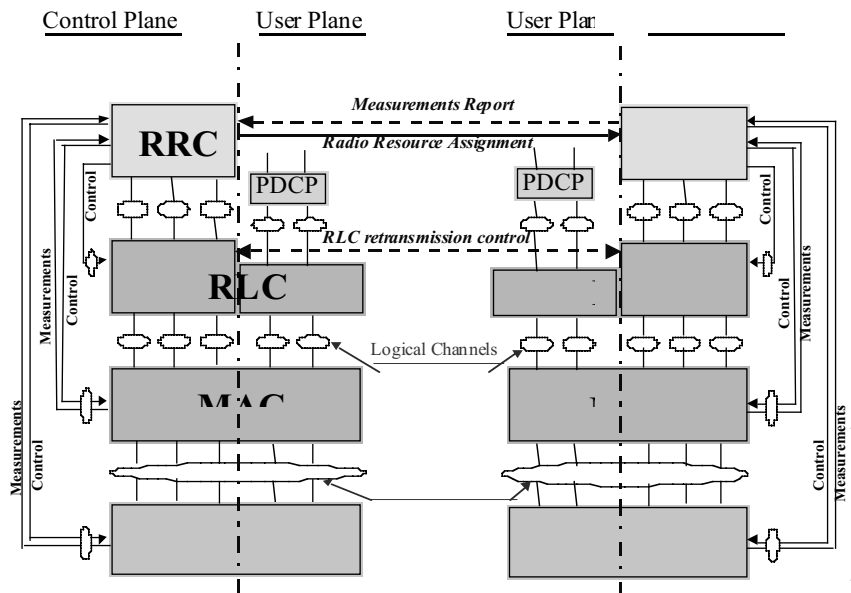 Control Plane
User Plane
User Plan
Measurements Report
RRC
Radio Resource Assignment
PDCP
PDCP
Control
Control
RLC retransmission control
RLC
Measurements
Control
Control
Measurements
Logical Channels
MAC
Measurements
Control
Control
Measurements